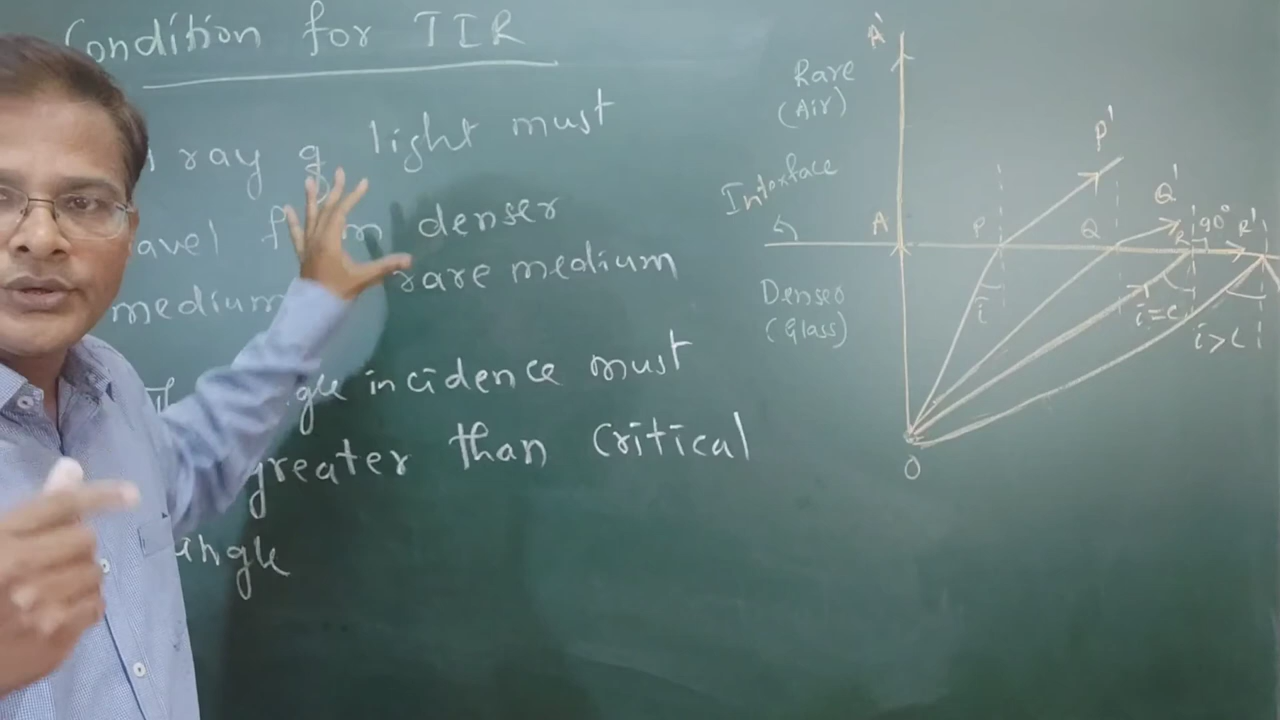 Condition for TIR
ray of light must
denser
medium rare medium
incidence must
greater than critical
angle
A'
Rare
(Air)
P'
Interface
Q'
A P Q R 90° R'
Denser
(Glass)
i i=c i>c
O